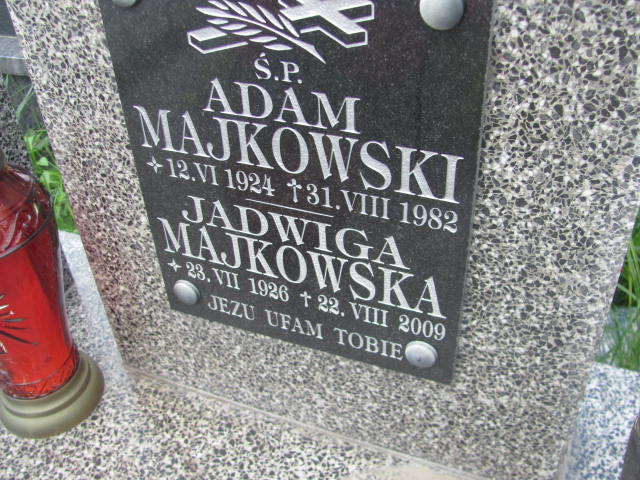 Ś.P.
ADAM
MAJKOWSKI
✧ 12.VI 1924 † 31.VIII 1982
JADWIGA
MAJKOWSKA
✧ 23.VII 1926 † 22.VIII 2009
JEZU UFAM TOBIE